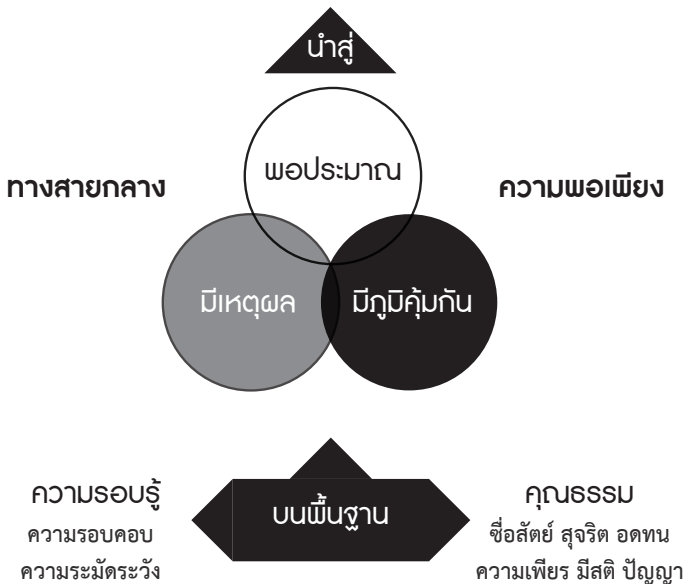 นำสู่
พอประมาณ
ทางสายกลาง
ความพอเพียง
มีเหตุผล
มีภูมิคุ้มกัน
ความรอบรู้
ความรอบคอบ
ความระมัดระวัง
บนพื้นฐาน
คุณธรรม
ซื่อสัตย์ สุจริต อดทน
ความเพียร มีสติ ปัญญา